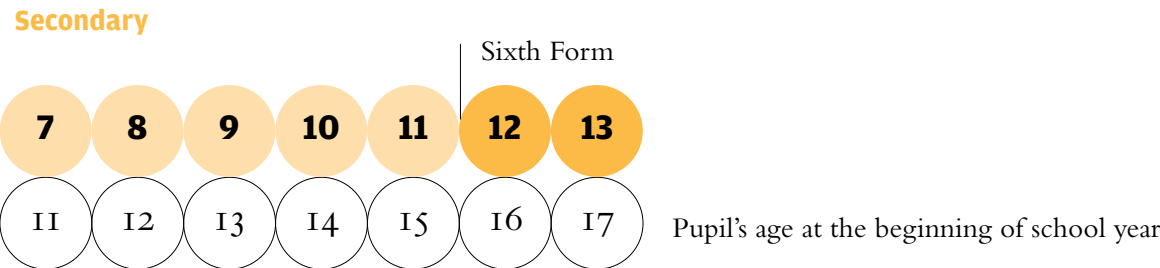 Secondary
Sixth Form
7 8 9 10 11 12 13
11 12 13 14 15 16 17
Pupil’s age at the beginning of school year